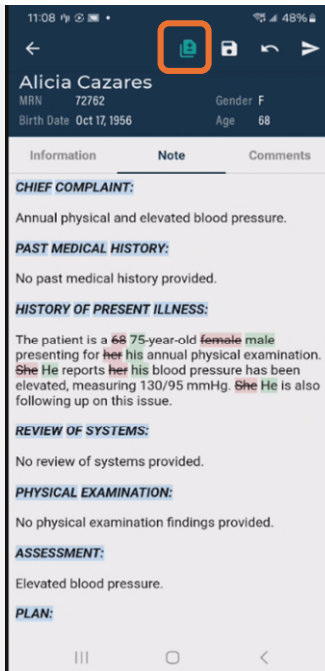 11:08
48%
Alicia Cazares
MRN 72762 Gender F
Birth Date Oct 17, 1956 Age 68
Information Note Comments
CHIEF COMPLAINT:
Annual physical and elevated blood pressure.
PAST MEDICAL HISTORY:
No past medical history provided.
HISTORY OF PRESENT ILLNESS:
The patient is a 68 75-year-old female male
presenting for her his annual physical examination.
She He reports her his blood pressure has been
elevated, measuring 130/95 mmHg. She He is also
following up on this issue.
REVIEW OF SYSTEMS:
No review of systems provided.
PHYSICAL EXAMINATION:
No physical examination findings provided.
ASSESSMENT:
Elevated blood pressure.
PLAN: